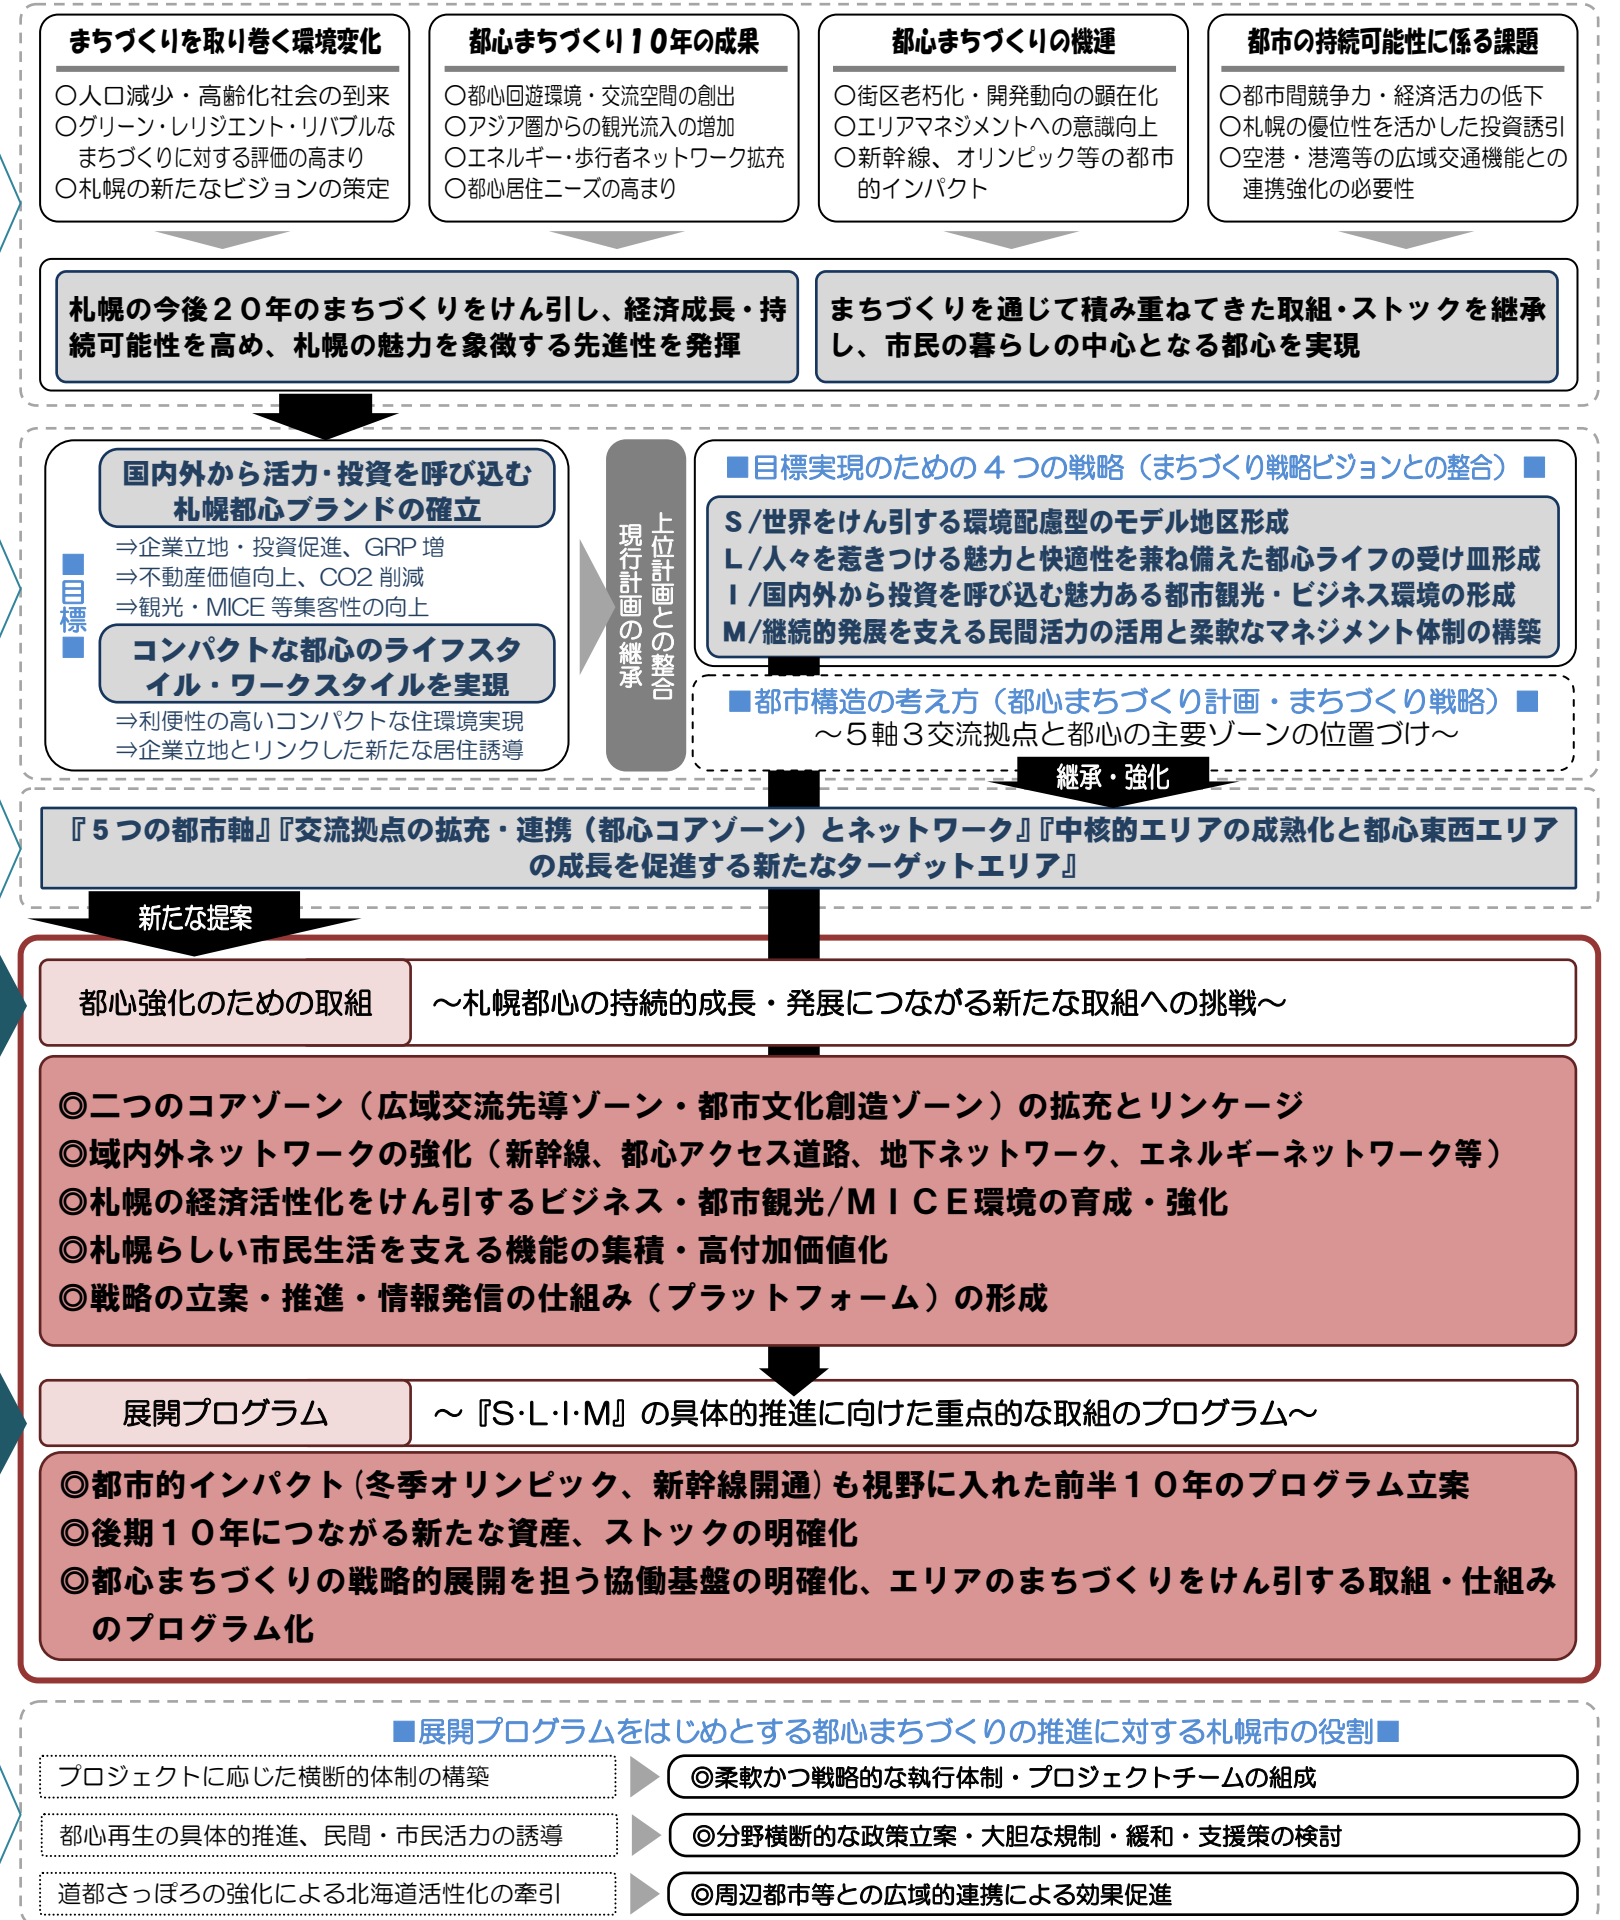 まちづくりを取り巻く環境変化
〇人口減少・高齢化社会の到来
〇グリーン・レリジエント・リバブルな
まちづくりに対する評価の高まり
〇札幌の新たなビジョンの策定
都心まちづくり１０年の成果
〇都心回遊環境・交流空間の創出
〇アジア圏からの観光流入の増加
〇エネルギー・歩行者ネットワーク拡充
〇都心居住ニーズの高まり
都心まちづくりの機運
〇街区老朽化・開発動向の顕在化
〇エリアマネジメントへの意識向上
〇新幹線、オリンピック等の都市
的インパクト
都市の持続可能性に係る課題
〇都市間競争力・経済活力の低下
〇札幌の優位性を活かした投資誘引
〇空港・港湾等の広域交通機能との
連携強化の必要性
札幌の今後２０年のまちづくりをけん引し、経済成長・持
続可能性を高め、札幌の魅力を象徴する先進性を発揮
まちづくりを通じて積み重ねてきた取組・ストックを継承
し、市民の暮らしの中心となる都心を実現
■目標■
国内外から活力・投資を呼び込む
札幌都心ブランドの確立
⇒企業立地・投資促進、GRP 増
⇒不動産価値向上、CO2 削減
⇒観光・MICE 等集客性の向上
コンパクトな都心のライフスタ
イル・ワークスタイルを実現
⇒利便性の高いコンパクトな住環境実現
⇒企業立地とリンクした新たな居住誘導
上位計画との整合
現行計画の継承
■目標実現のための 4 つの戦略（まちづくり戦略ビジョンとの整合）■
S /世界をけん引する環境配慮型のモデル地区形成
L /人々を惹きつける魅力と快適性を兼ね備えた都心ライフの受け皿形成
I /国内外から投資を呼び込む魅力ある都市観光・ビジネス環境の形成
M/継続的発展を支える民間活力の活用と柔軟なマネジメント体制の構築
■都市構造の考え方（都心まちづくり計画・まちづくり戦略）■
～５軸３交流拠点と都心の主要ゾーンの位置づけ～
継承・強化
『５つの都市軸』『交流拠点の拡充・連携（都心コアゾーン）とネットワーク』『中核的エリアの成熟化と都心東西エリア
の成長を促進する新たなターゲットエリア』
新たな提案
都心強化のための取組
～札幌都心の持続的成長・発展につながる新たな取組への挑戦～
◎二つのコアゾーン（広域交流先導ゾーン・都市文化創造ゾーン）の拡充とリンケージ
◎域内外ネットワークの強化（新幹線、都心アクセス道路、地下ネットワーク、エネルギーネットワーク等）
◎札幌の経済活性化をけん引するビジネス・都市観光/ＭＩＣＥ環境の育成・強化
◎札幌らしい市民生活を支える機能の集積・高付加価値化
◎戦略の立案・推進・情報発信の仕組み（プラットフォーム）の形成
展開プログラム
～『S・L・I・M』の具体的推進に向けた重点的な取組のプログラム～
◎都市的インパクト(冬季オリンピック、新幹線開通)も視野に入れた前半１０年のプログラム立案
◎後期１０年につながる新たな資産、ストックの明確化
◎都心まちづくりの戦略的展開を担う協働基盤の明確化、エリアのまちづくりをけん引する取組・仕組み
のプログラム化
■展開プログラムをはじめとする都心まちづくりの推進に対する札幌市の役割■
プロジェクトに応じた横断的体制の構築
◎柔軟かつ戦略的な執行体制・プロジェクトチームの組成
都心再生の具体的推進、民間・市民活力の誘導
◎分野横断的な政策立案・大胆な規制・緩和・支援策の検討
道都さっぽろの強化による北海道活性化の牽引
◎周辺都市等との広域的連携による効果促進